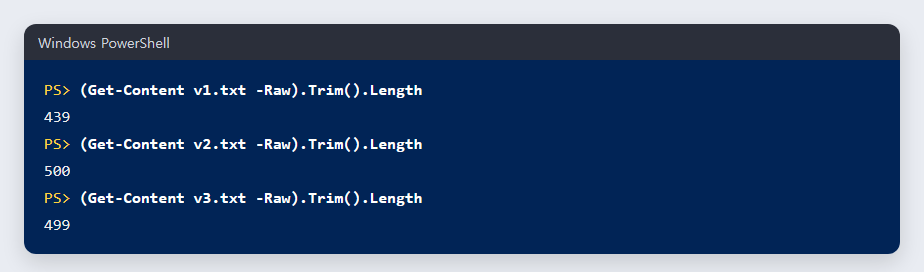 Windows PowerShell
PS> (Get-Content v1.txt -Raw).Trim().Length
439
PS> (Get-Content v2.txt -Raw).Trim().Length
500
PS> (Get-Content v3.txt -Raw).Trim().Length
499